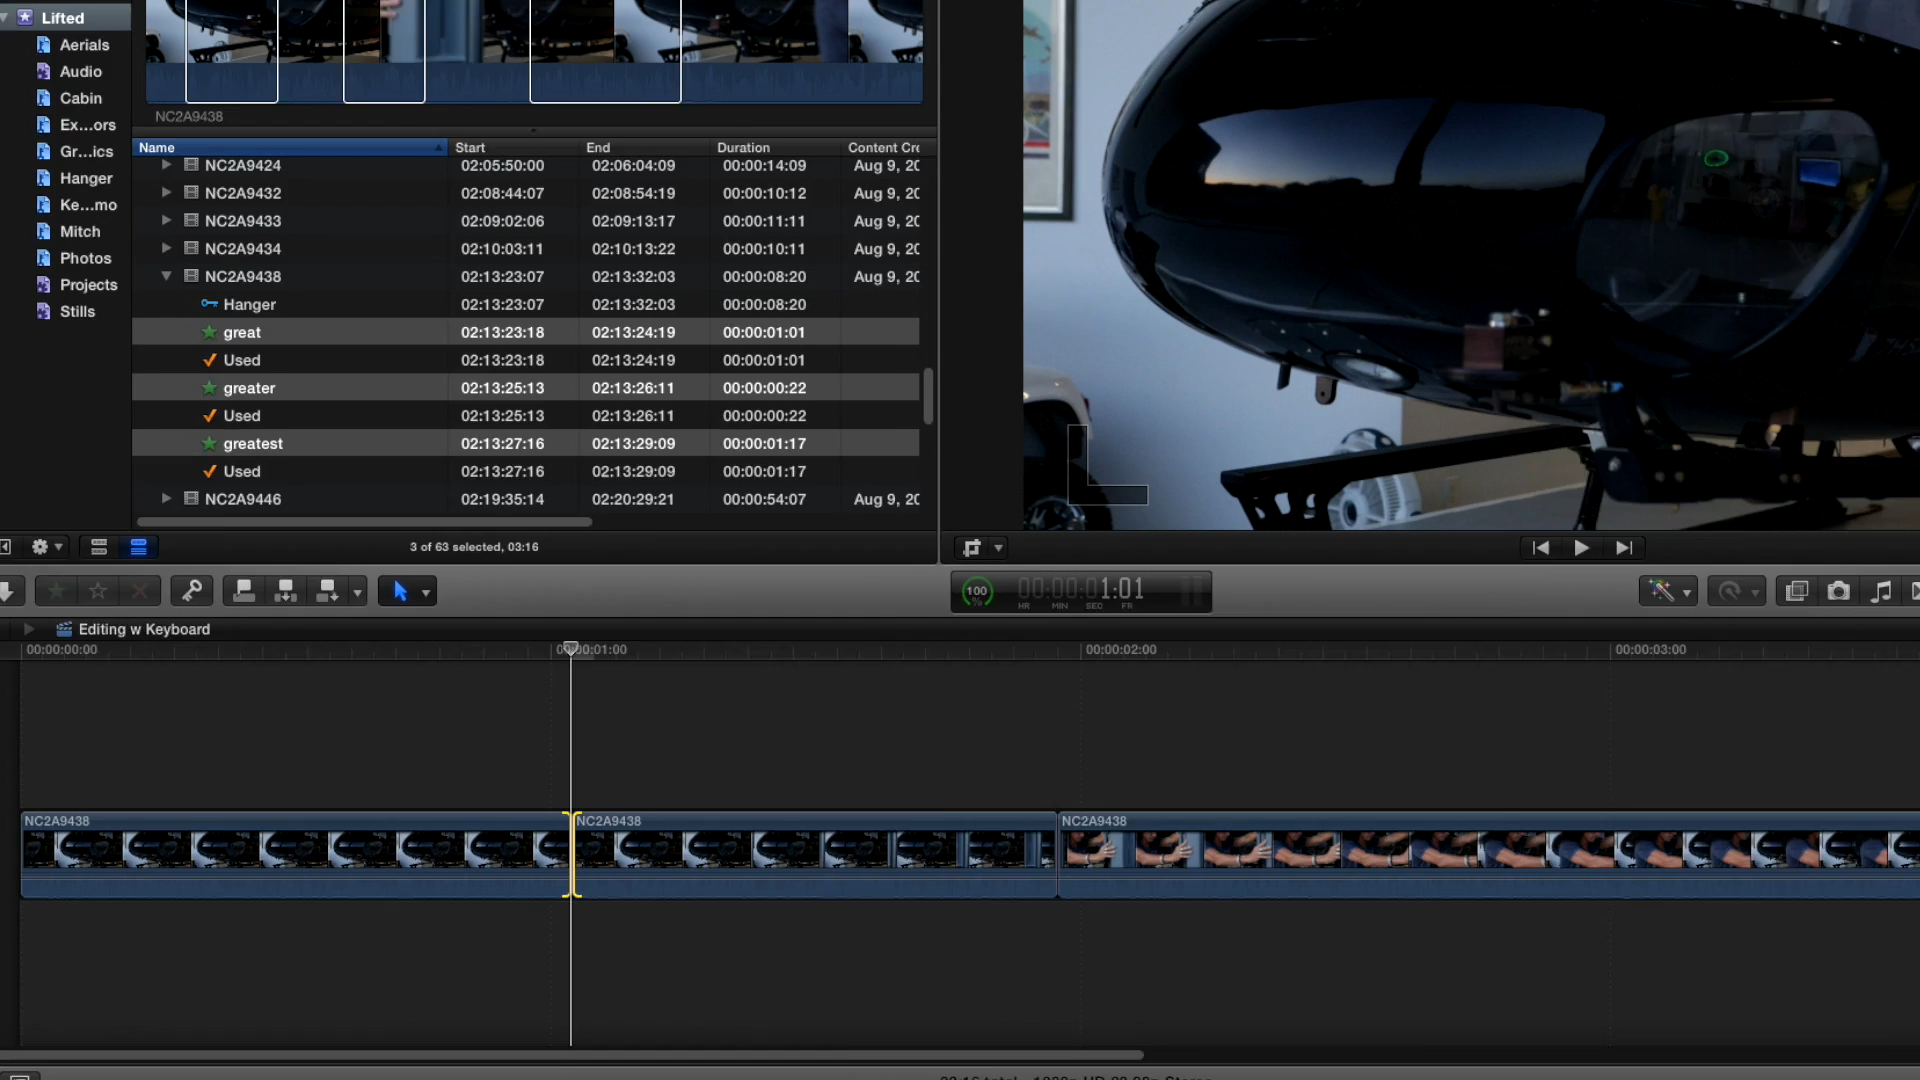 Lifted
Aerials
Audio
Cabin
Ex...ors
Gr...ics
Hanger
Ke...mo
Mitch
Photos
Projects
Stills
NC2A9438
Name Start End Duration Content Cre
NC2A9424 02:05:50:00 02:06:04:09 00:00:14:09 Aug 9, 20
NC2A9432 02:08:44:07 02:08:54:19 00:00:10:12 Aug 9, 20
NC2A9433 02:09:02:06 02:09:13:17 00:00:11:11 Aug 9, 20
NC2A9434 02:10:03:11 02:10:13:22 00:00:10:11 Aug 9, 20
NC2A9438 02:13:23:07 02:13:32:03 00:00:08:20 Aug 9, 20
Hanger 02:13:23:07 02:13:32:03 00:00:08:20
great 02:13:23:18 02:13:24:19 00:00:01:01
Used 02:13:23:18 02:13:24:19 00:00:01:01
greater 02:13:25:13 02:13:26:11 00:00:00:22
Used 02:13:25:13 02:13:26:11 00:00:00:22
greatest 02:13:27:16 02:13:29:09 00:00:01:17
Used 02:13:27:16 02:13:29:09 00:00:01:17
NC2A9446 02:19:35:14 02:20:29:21 00:00:54:07 Aug 9, 20
3 of 63 selected, 03:16
100 % 00:00:01:01
HR MIN SEC FR
Editing w Keyboard
00:00:00:00 00:00:01:00 00:00:02:00 00:00:03:00
NC2A9438 NC2A9438 NC2A9438